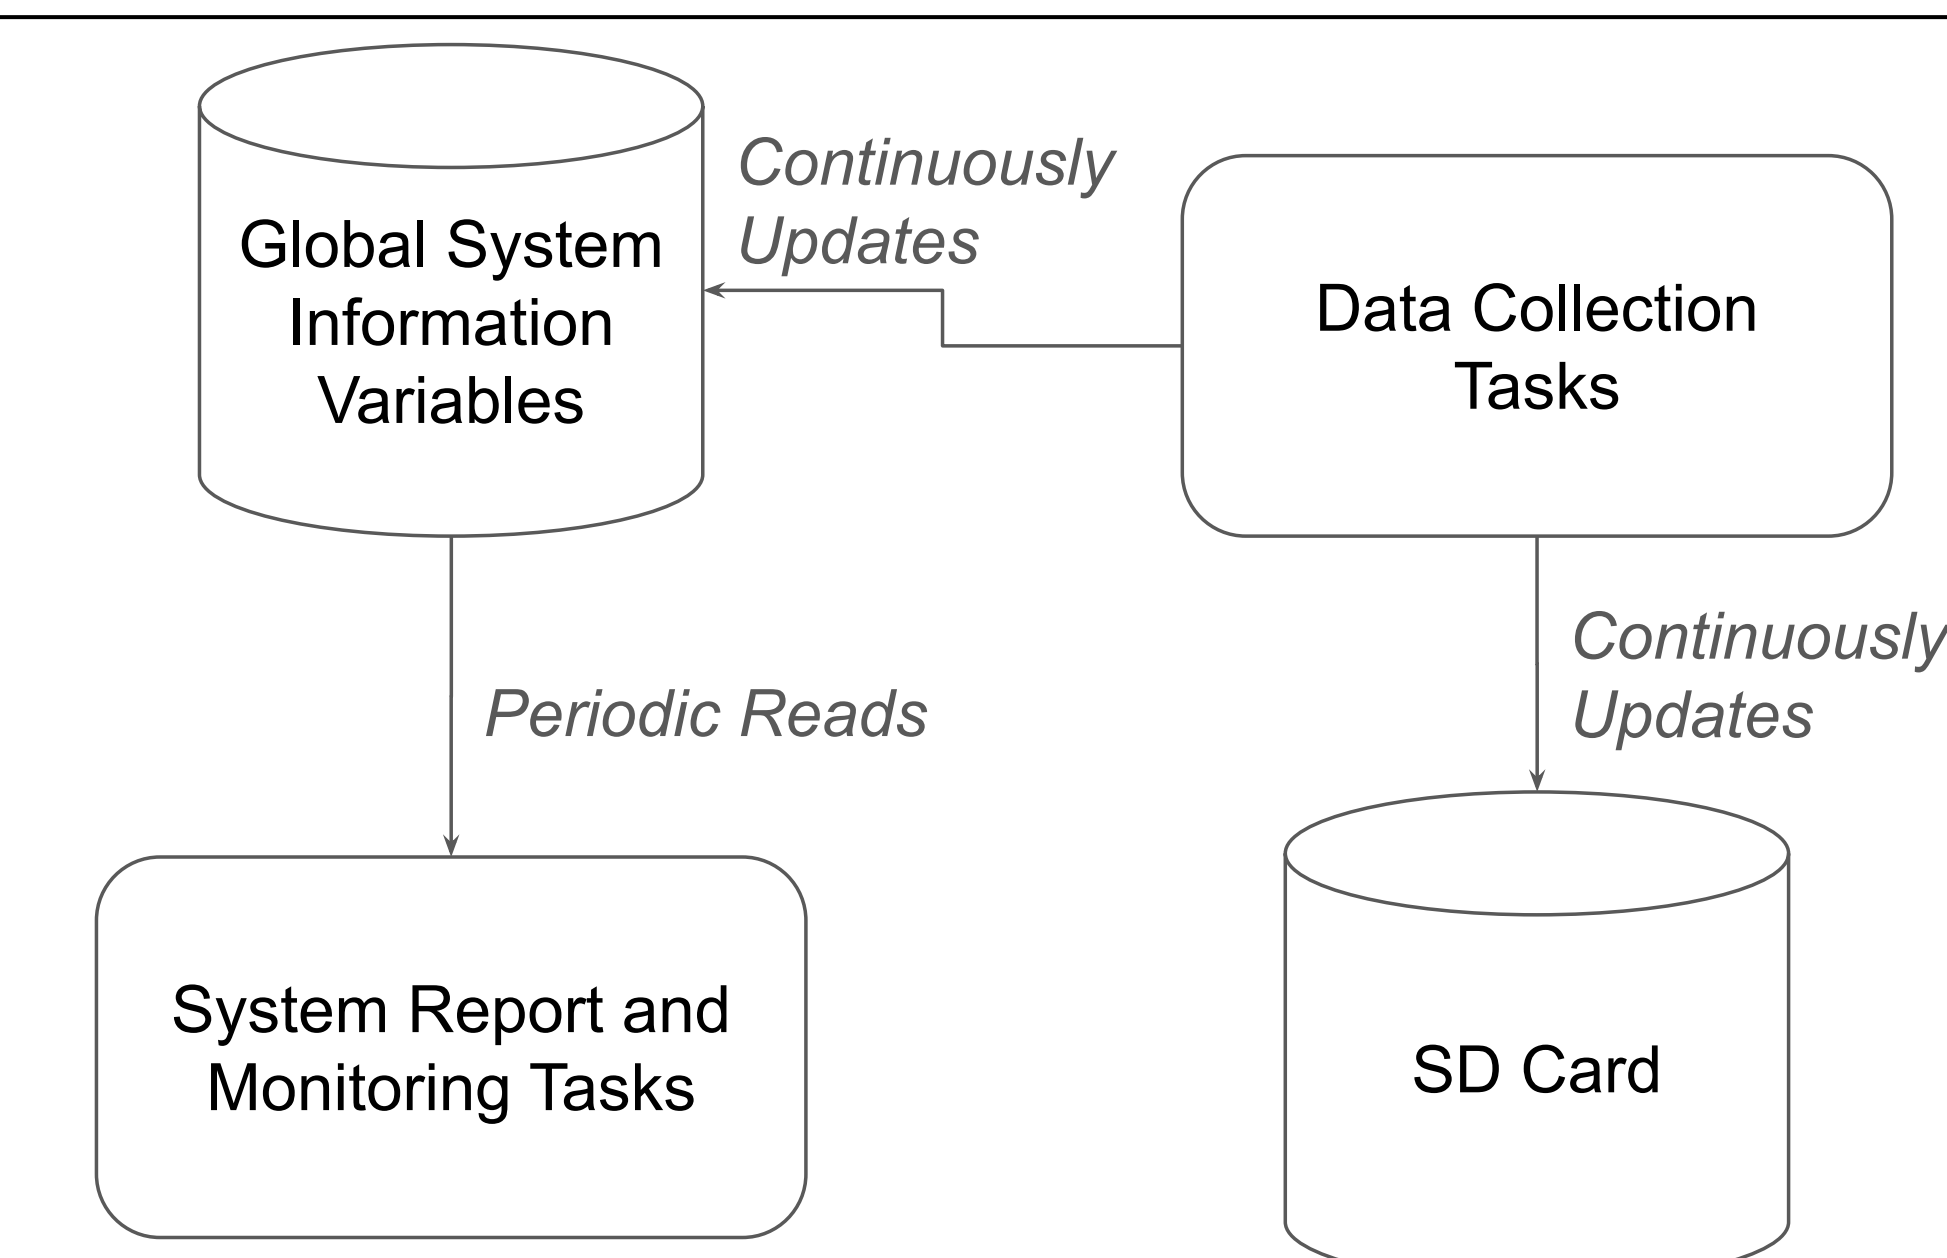 Global System
Information
Variables
Continuously
Updates
Data Collection
Tasks
Periodic Reads
Continuously
Updates
System Report and
Monitoring Tasks
SD Card